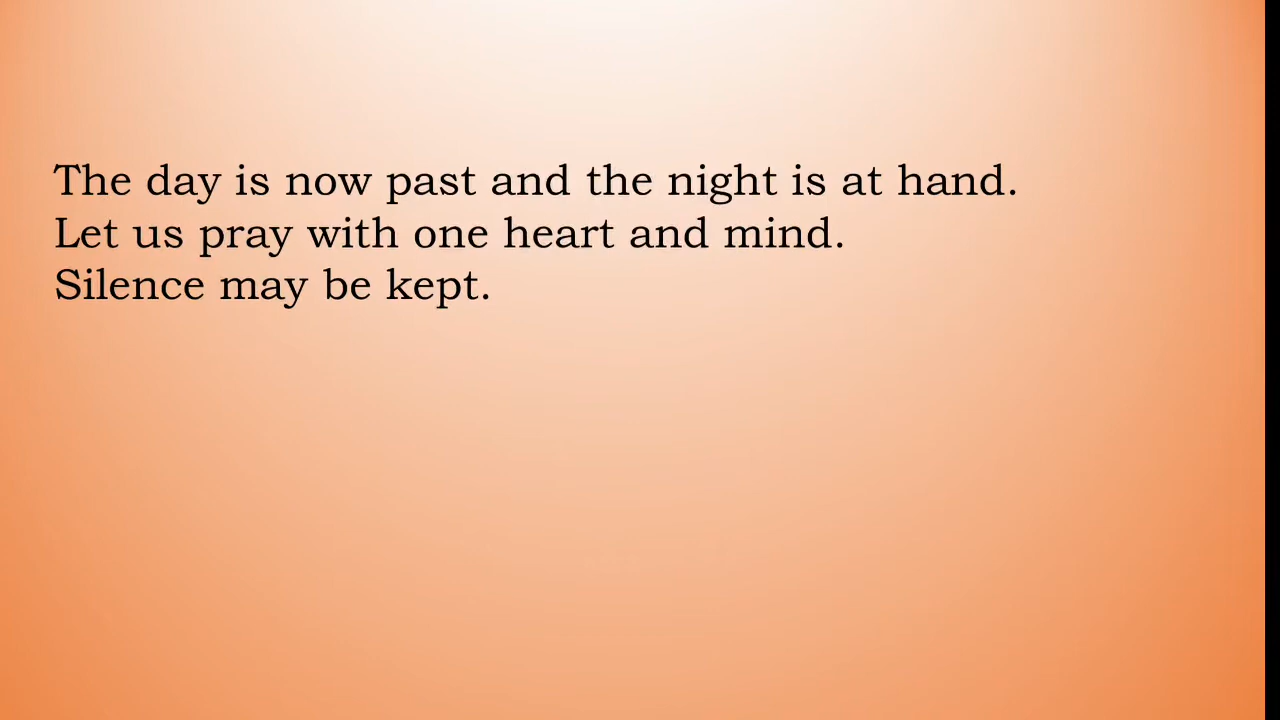 The day is now past and the night is at hand.
Let us pray with one heart and mind.
Silence may be kept.